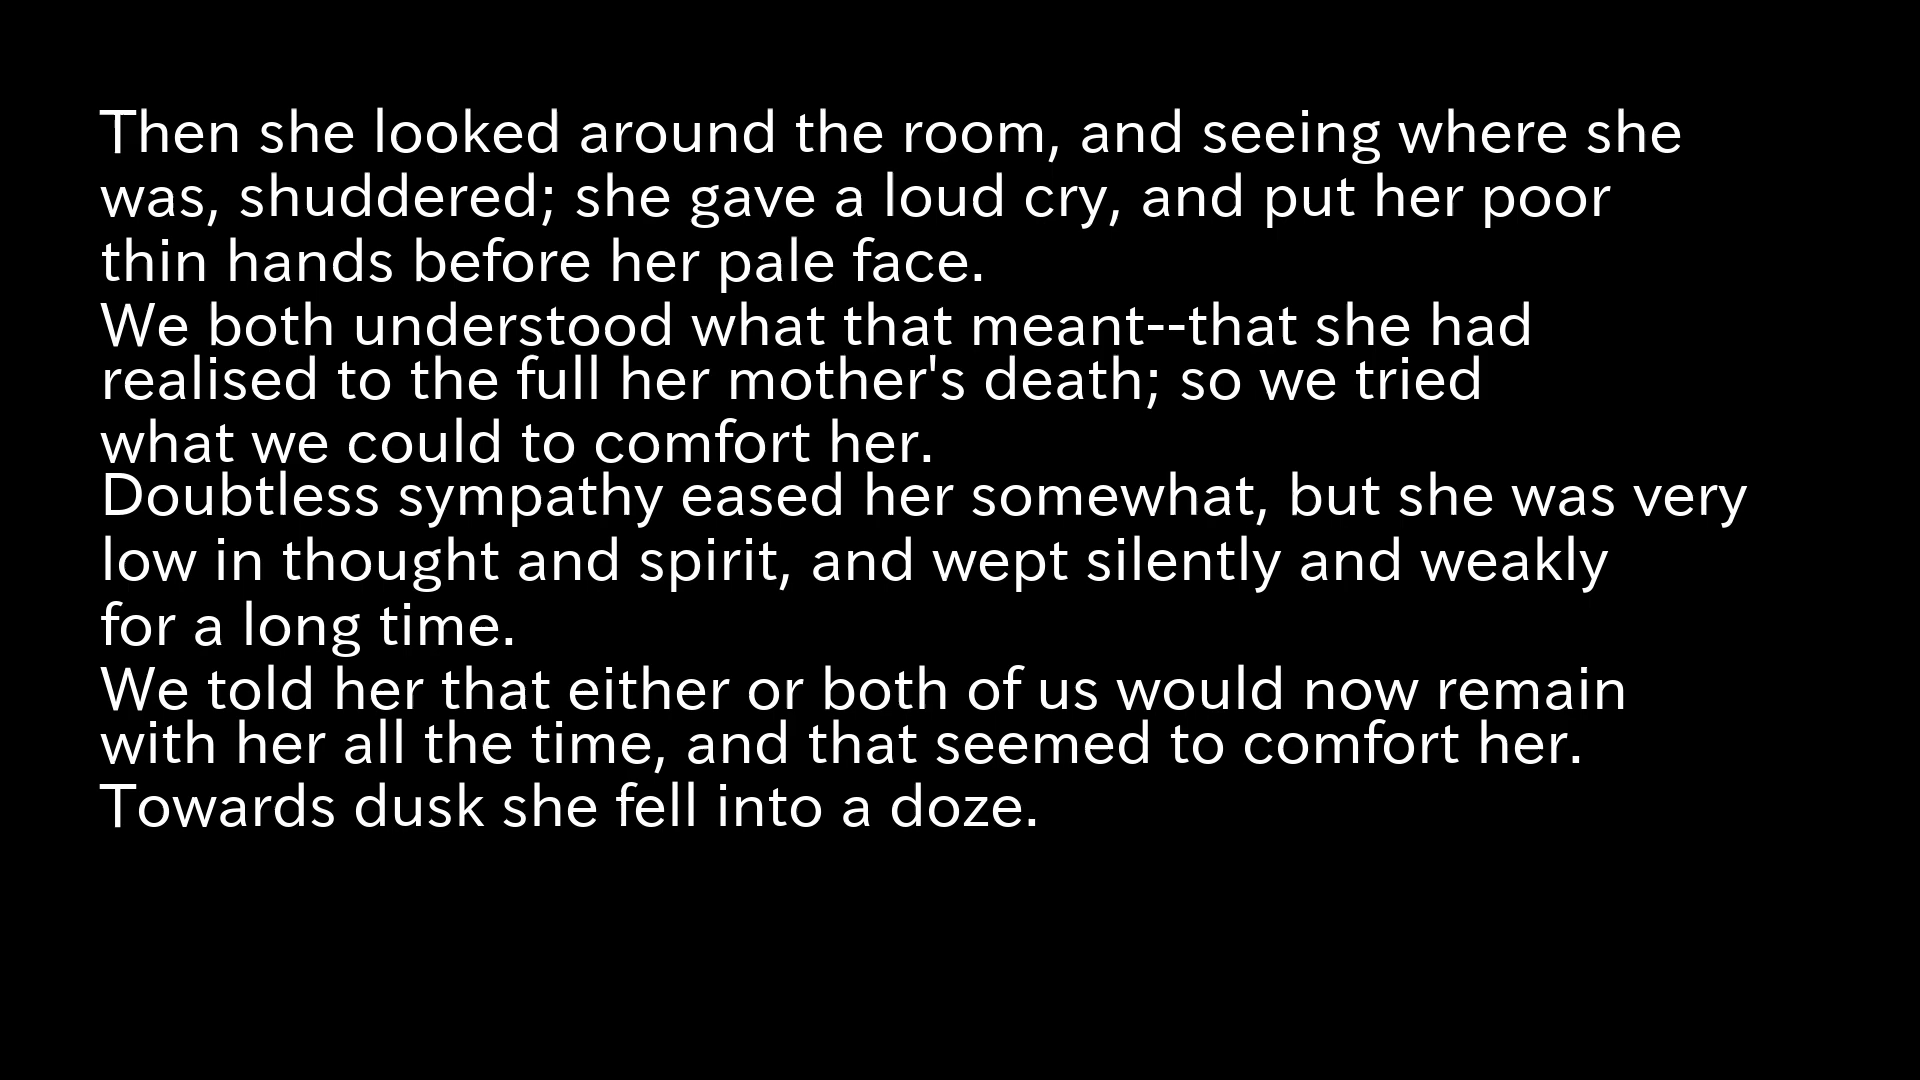 Then she looked around the room, and seeing where she
was, shuddered; she gave a loud cry, and put her poor
thin hands before her pale face.
We both understood what that meant--that she had
realised to the full her mother's death; so we tried
what we could to comfort her.
Doubtless sympathy eased her somewhat, but she was very
low in thought and spirit, and wept silently and weakly
for a long time.
We told her that either or both of us would now remain
with her all the time, and that seemed to comfort her.
Towards dusk she fell into a doze.